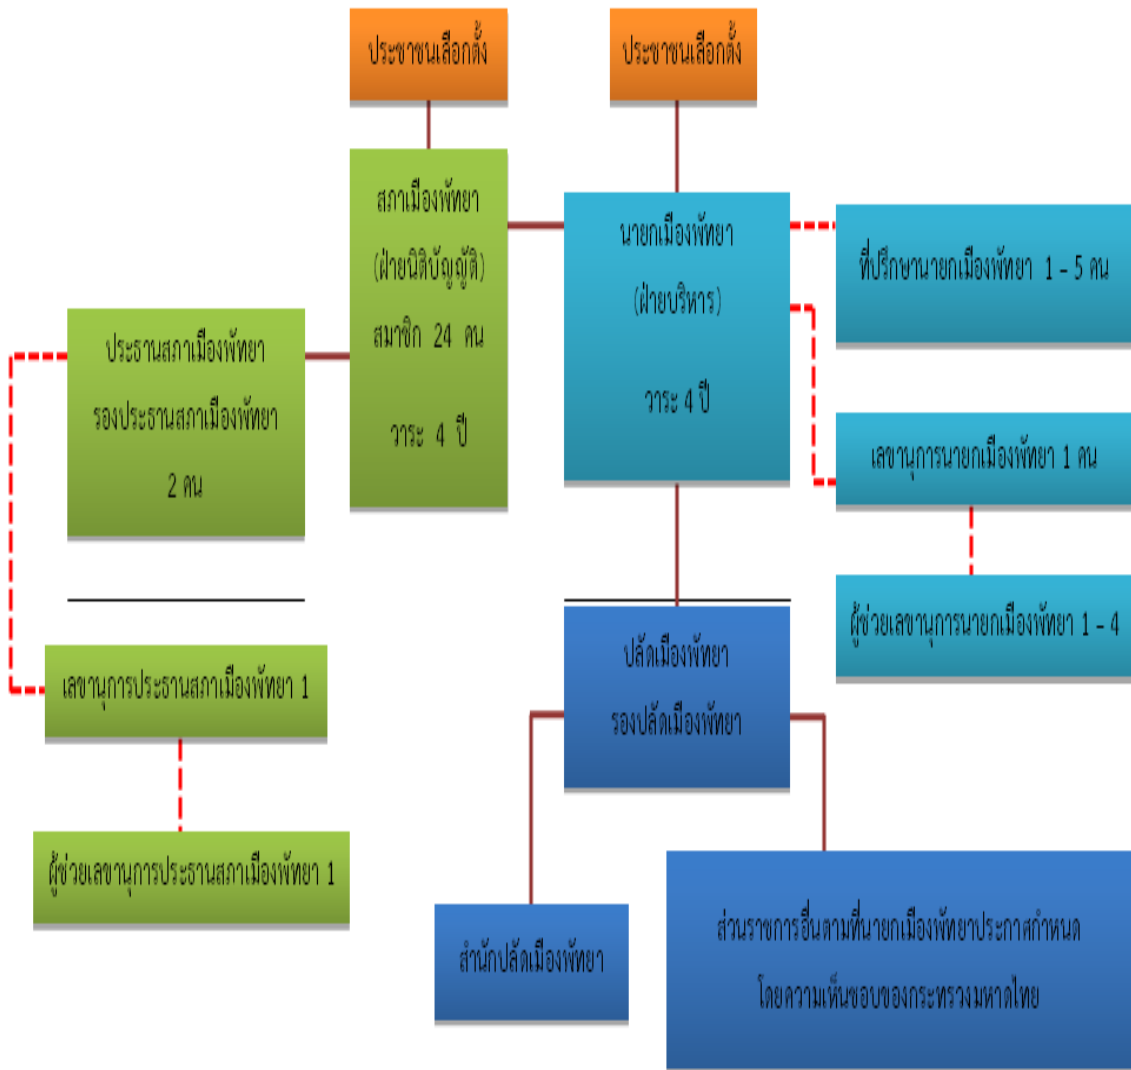 ประชาชนเลือกตั้ง
ประชาชนเลือกตั้ง
สภาเมืองพัทยา
(ฝ่ายนิติบัญญัติ)
สมาชิก 24 คน
วาระ 4 ปี
นายกเมืองพัทยา
(ฝ่ายบริหาร)
วาระ 4 ปี
ที่ปรึกษานายกเมืองพัทยา 1 – 5 คน
ประธานสภาเมืองพัทยา
รองประธานสภาเมืองพัทยา
2 คน
เลขานุการนายกเมืองพัทยา 1 คน
ผู้ช่วยเลขานุการนายกเมืองพัทยา 1 – 4
เลขานุการประธานสภาเมืองพัทยา 1
ปลัดเมืองพัทยา
รองปลัดเมืองพัทยา
ผู้ช่วยเลขานุการประธานสภาเมืองพัทยา 1
สำนักปลัดเมืองพัทยา
ส่วนราชการอื่นตามที่นายกเมืองพัทยาประกาศกำหนด
โดยความเห็นชอบของกระทรวงมหาดไทย